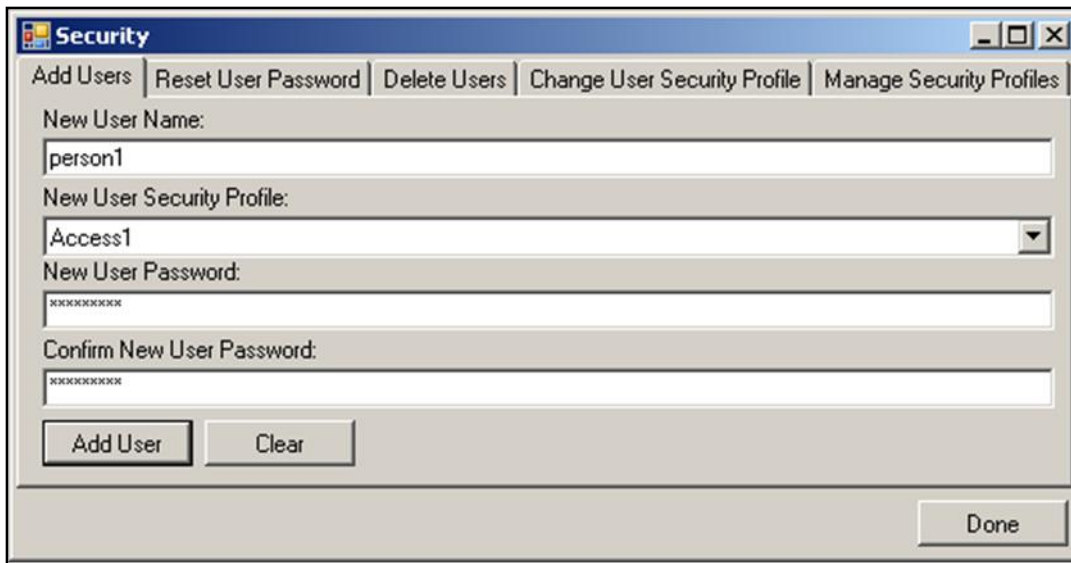 Security
Add Users Reset User Password Delete Users Change User Security Profile Manage Security Profiles
New User Name:
person1
New User Security Profile:
Access1
New User Password:
*********
Confirm New User Password:
*********
Add User Clear
Done